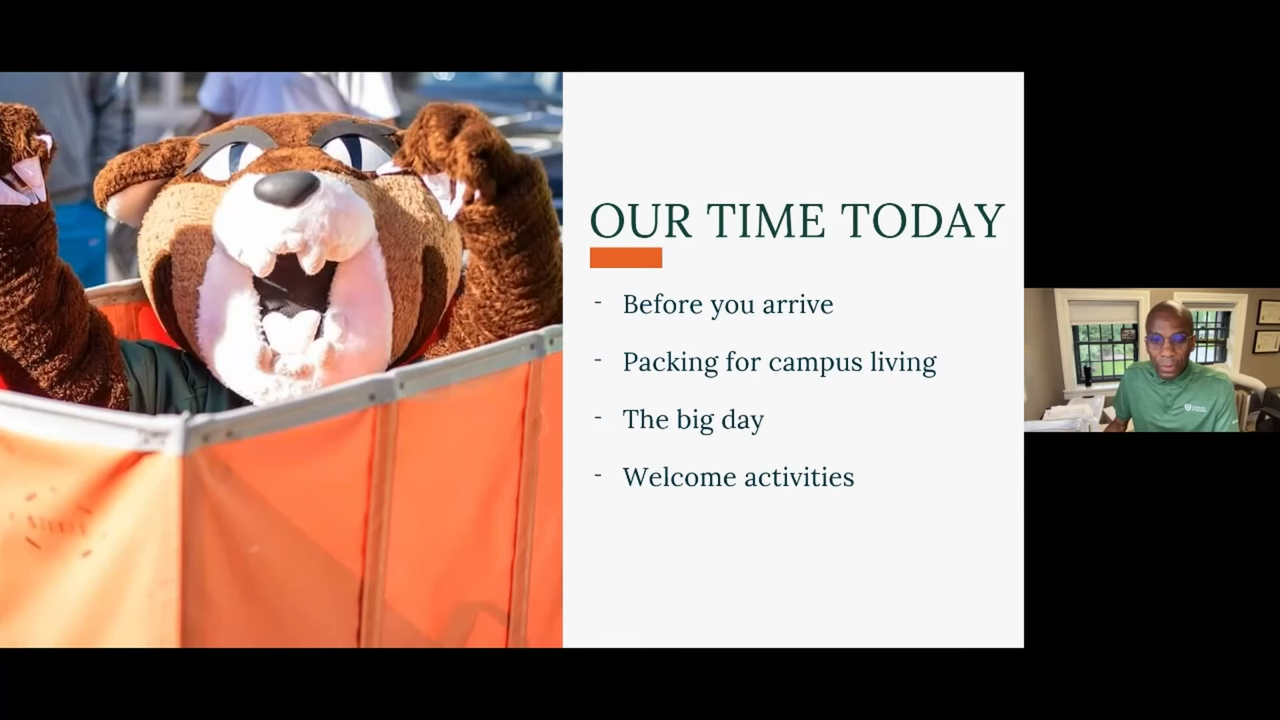 OUR TIME TODAY
- Before you arrive
- Packing for campus living
- The big day
- Welcome activities